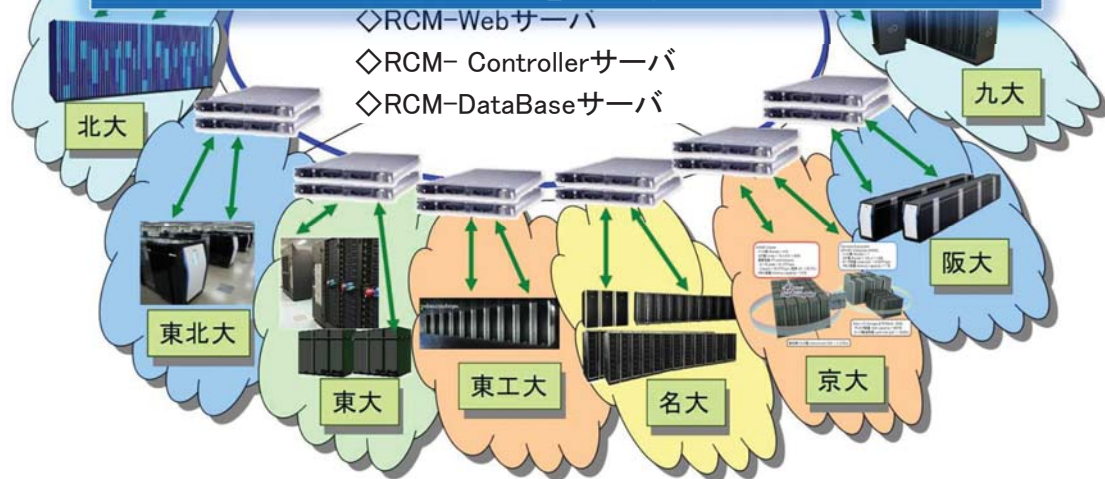 ◇RCM-Webサーバ
◇RCM- Controllerサーバ
◇RCM-DataBaseサーバ
北大
九大
東北大
阪大
東大
東工大
名大
京大